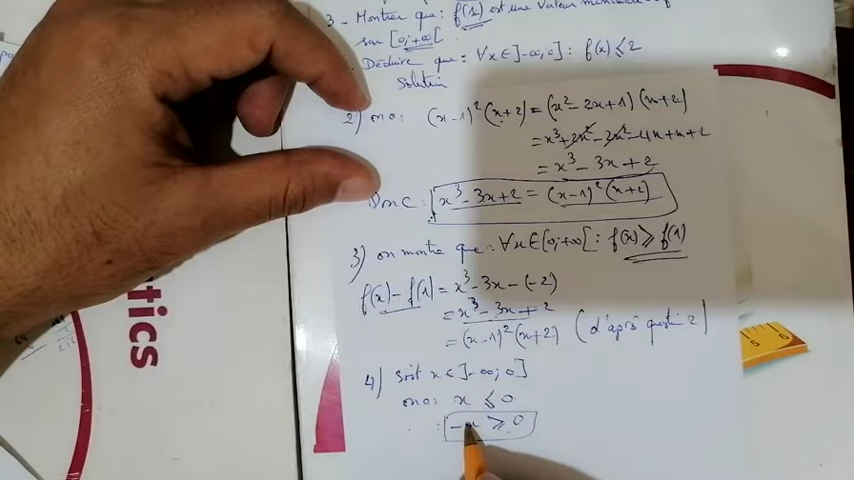 3 - Montrer que : f(1) est une valeur minimale
sur [0;+∞[
Déduire que : ∀x∈]-∞;0] : f(x) ≤ 2
Solution
2) on a : (x-1)²(x+2) = (x² - 2x+1)(x+2)
= x³+2x²-2x²-4x+x+2
= x³ - 3x + 2
Donc : x³-3x+2 = (x-1)²(x+2)
3) on montre que : ∀x∈[0;+∞[ : f(x) ≥ f(1)
f(x) - f(1) = x³-3x-(-2)
= x³-3x+2
= (x-1)²(x+2) (d'après question 2)
4) Soit x ∈ ]-∞;0]
on a : x ≤ 0
: -x ≥ 0
tics